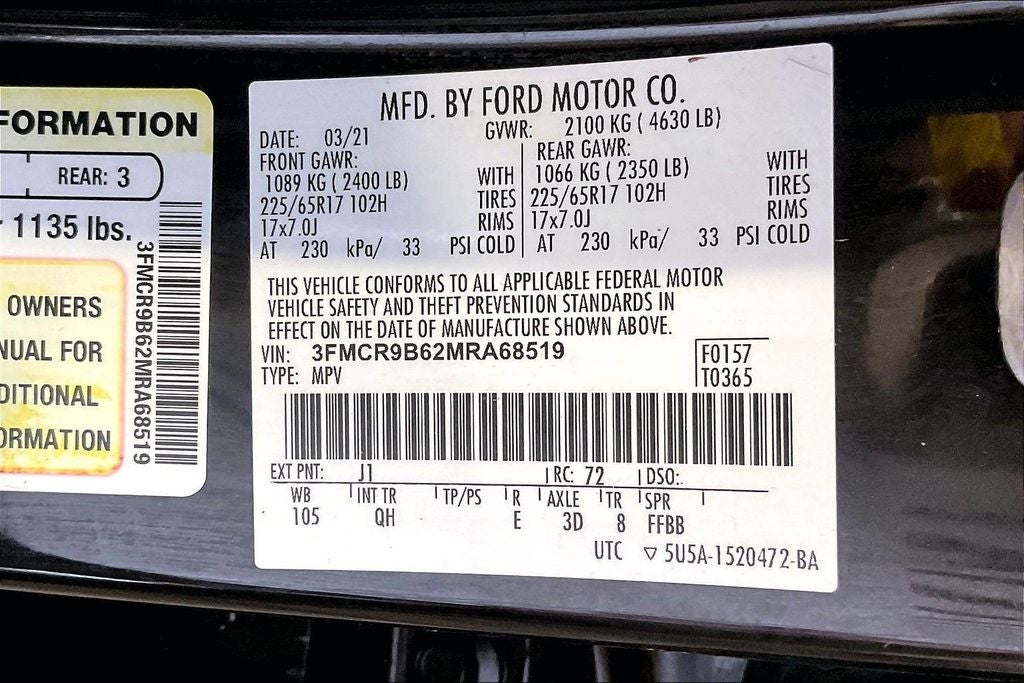 FORMATION
REAR: 3
1135 lbs.
3FMCR9B62MRA68519
OWNERS
NUAL FOR
DITIONAL
ORMATION
MFD. BY FORD MOTOR CO.
DATE: 03/21 GVWR: 2100 KG ( 4630 LB)
FRONT GAWR: REAR GAWR:
1089 KG ( 2400 LB) WITH 1066 KG ( 2350 LB) WITH
225/65R17 102H TIRES 225/65R17 102H TIRES
17x7.0J RIMS 17x7.0J RIMS
AT 230 kPa/ 33 PSI COLD AT 230 kPa/ 33 PSI COLD
THIS VEHICLE CONFORMS TO ALL APPLICABLE FEDERAL MOTOR
VEHICLE SAFETY AND THEFT PREVENTION STANDARDS IN
EFFECT ON THE DATE OF MANUFACTURE SHOWN ABOVE.
VIN: 3FMCR9B62MRA68519 F0157
TYPE: MPV T0365
EXT PNT: J1 RC: 72 DSO:
WB INT TR TP/PS R AXLE TR SPR
105 QH E 3D 8 FFBB
UTC ▽ 5U5A-1520472-BA